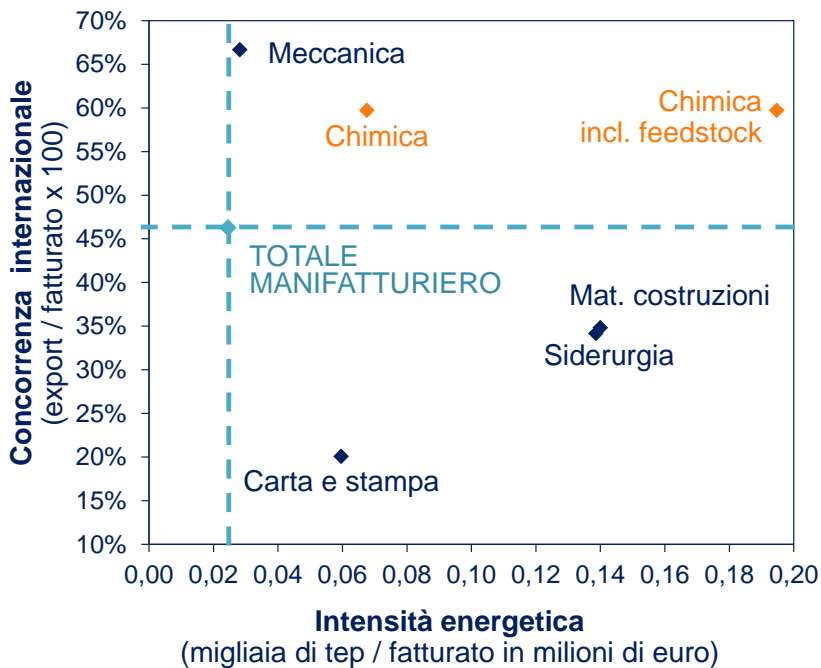 Concorrenza internazionale
(export / fatturato x 100)
70%
65%
60%
55%
50%
45%
40%
35%
30%
25%
20%
15%
10%
Meccanica
Chimica
Chimica
incl. feedstock
TOTALE
MANIFATTURIERO
Mat. costruzioni
Siderurgia
Carta e stampa
0,00 0,02 0,04 0,06 0,08 0,10 0,12 0,14 0,16 0,18 0,20
Intensità energetica
(migliaia di tep / fatturato in milioni di euro)